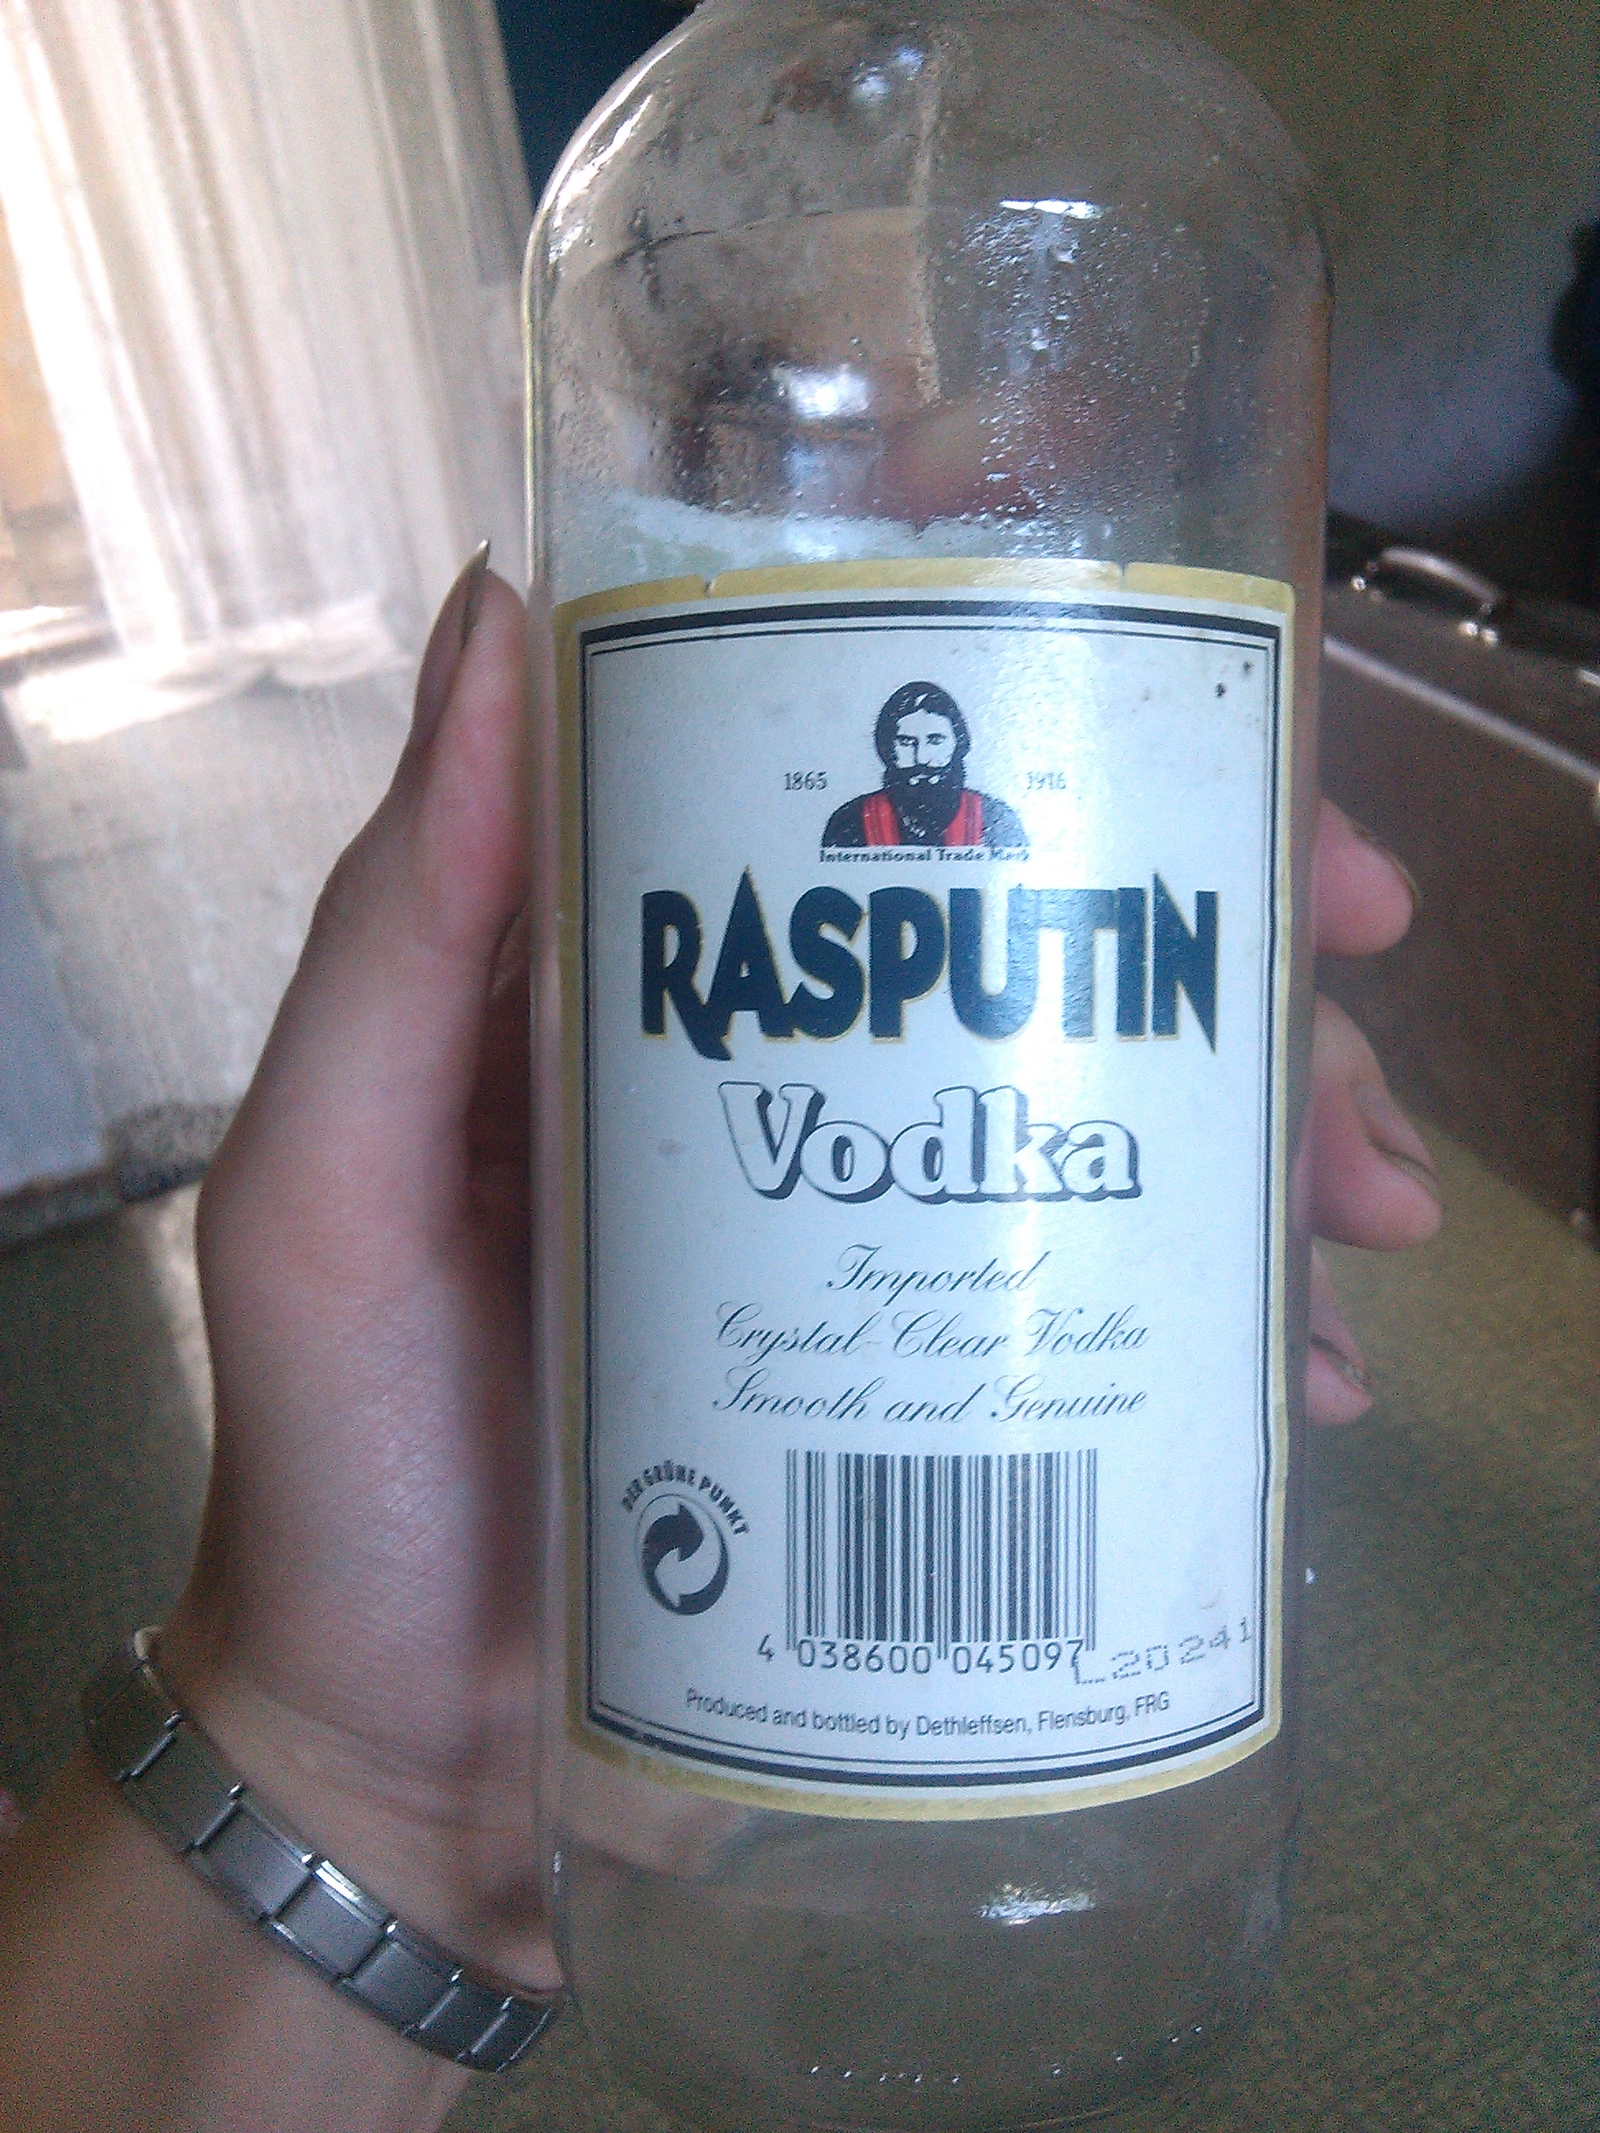 1865 1916
International Trade Mark
RASPUTIN
Vodka
Imported
Crystal-Clear Vodka
Smooth and Genuine
DER GRÜNE PUNKT
4 038600 045097
L20241
Produced and bottled by Dethleffsen, Flensburg, FRG